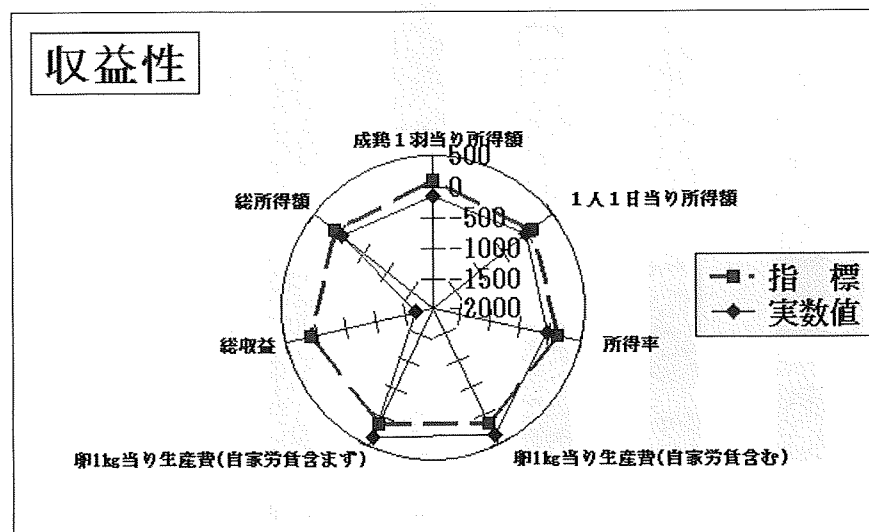 収益性
成鶏1羽当り所得額
500
0
-500
-1000
-1500
-2000
1人1日当り所得額
所得率
卵1kg当り生産費(自家労賃含む)
卵1kg当り生産費(自家労賃含まず)
総収益
総所得額
指 標
実数値